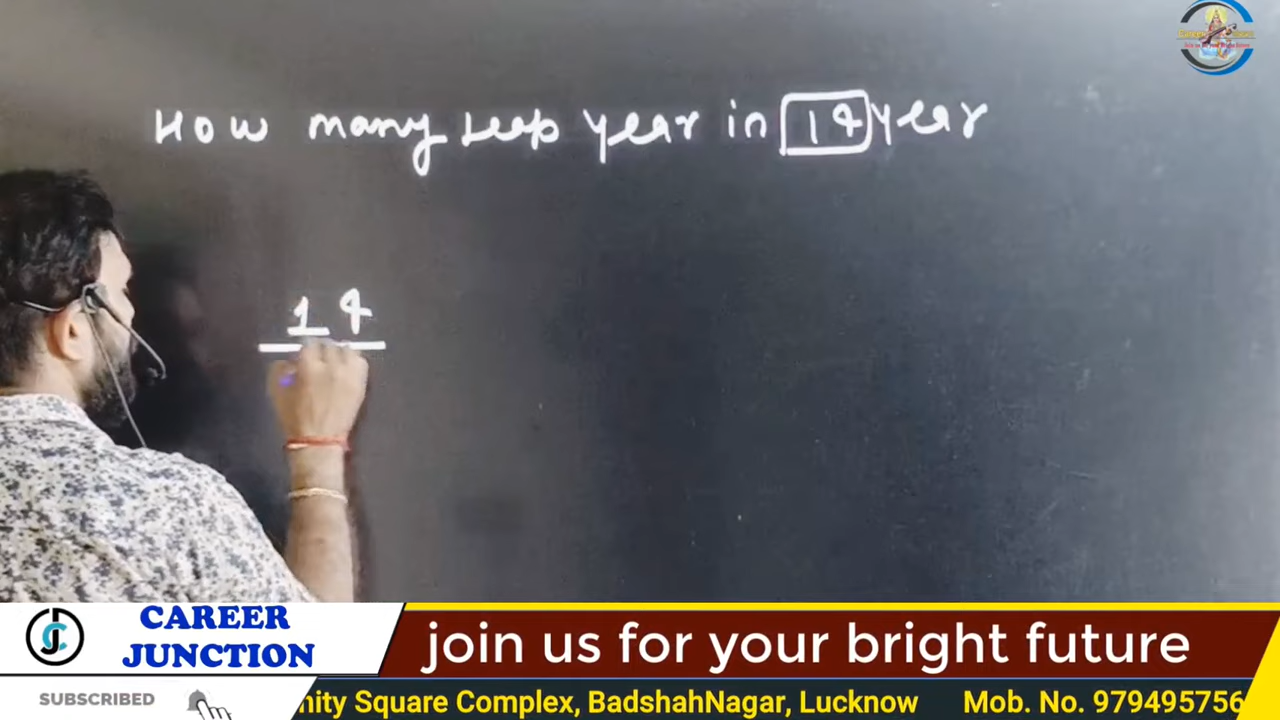 How many leap year in 14 year
14
CAREER
JUNCTION
join us for your bright future
SUBSCRIBED
Square Complex, BadshahNagar, Lucknow Mob. No. 979495756